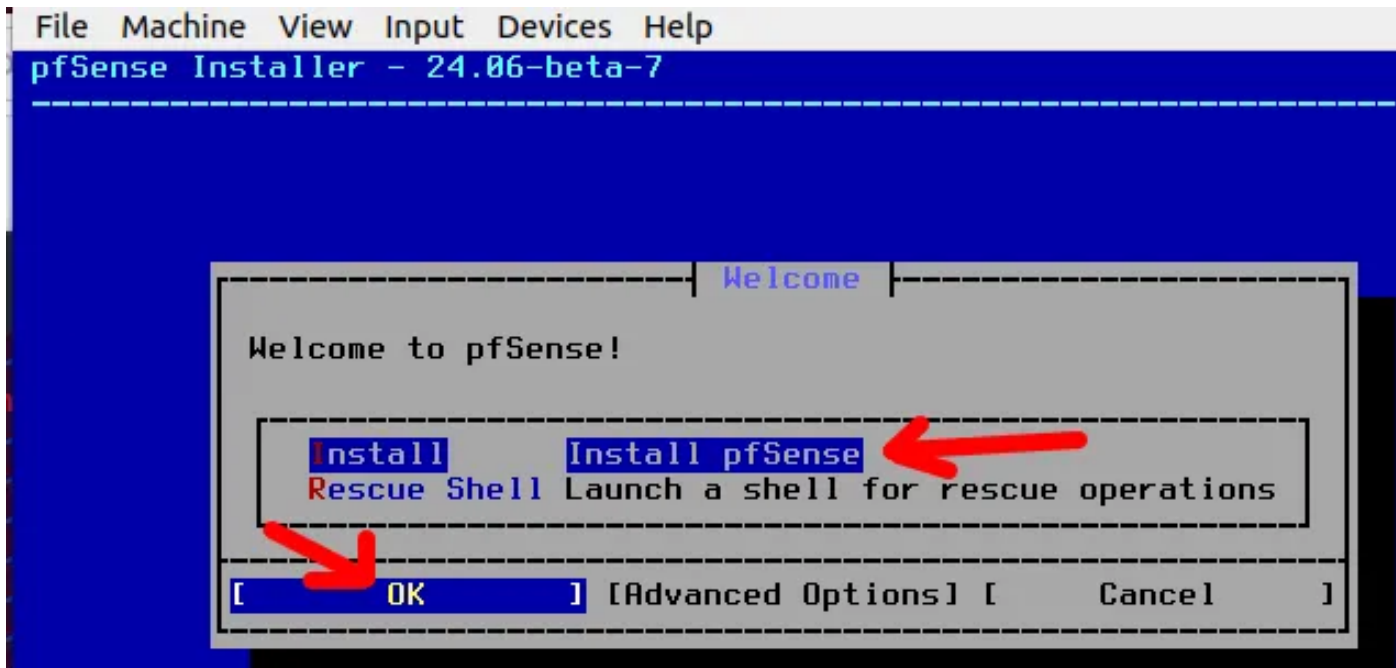 File Machine View Input Devices Help
pfSense Installer - 24.06-beta-7
Welcome
Welcome to pfSense!
Install Install pfSense
Rescue Shell Launch a shell for rescue operations
[ OK ] [Advanced Options] [ Cancel ]